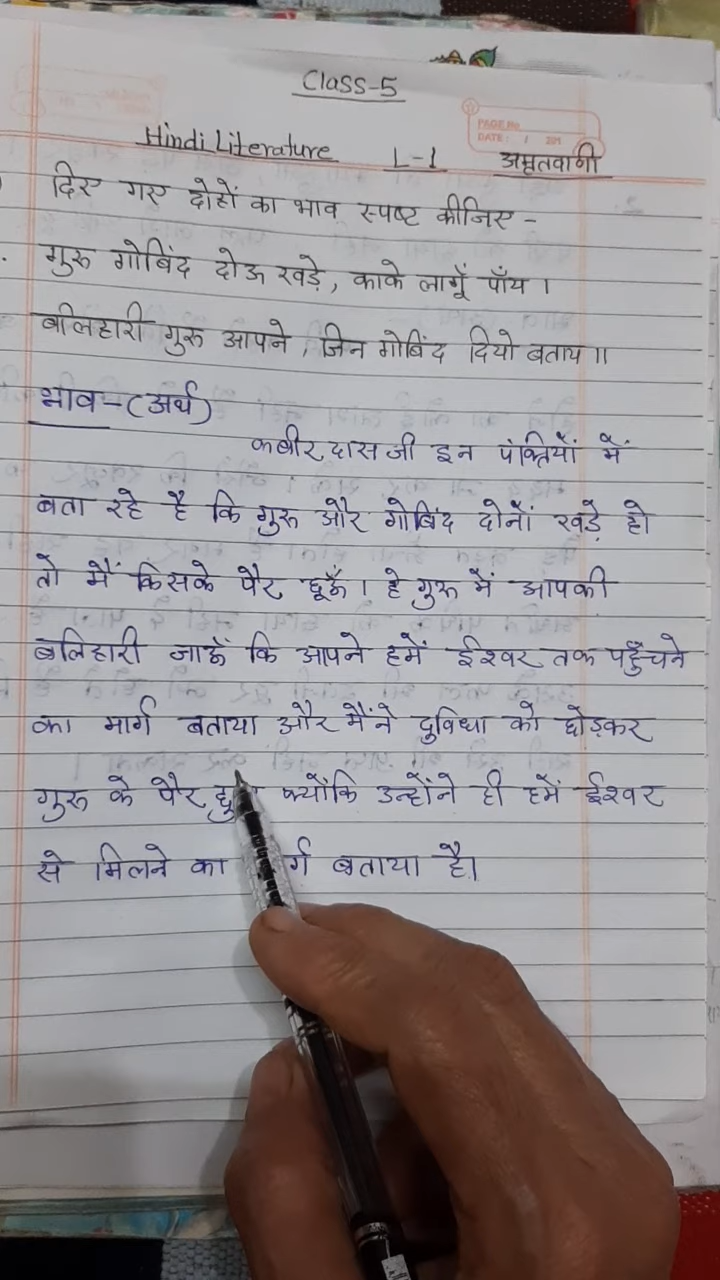 Class-5
PAGE No.
DATE: / 201
Hindi Literature L-1 अमृतवाणी
दिए गए दोहों का भाव स्पष्ट कीजिए -
गुरु गोबिंद दोऊ खड़े, काके लागूँ पाँय ।
बलिहारी गुरु आपने, जिन गोबिंद दियो बताय ॥
भाव-(अर्थ)
कबीर दास जी इन पंक्तियों में
बता रहे है कि गुरु और गोबिंद दोनों खड़े हो
तो मैं किसके पैर छूऊँ। हे गुरु में आपकी
बलिहारी जाऊँ कि आपने हमें ईश्वर तक पहुँचने
का मार्ग बताया और मैंने दुविधा को छोड़कर
गुरु के पैर क्योंकि उन्होंने ही हमें ईश्वर
से मिलने का बताया है।